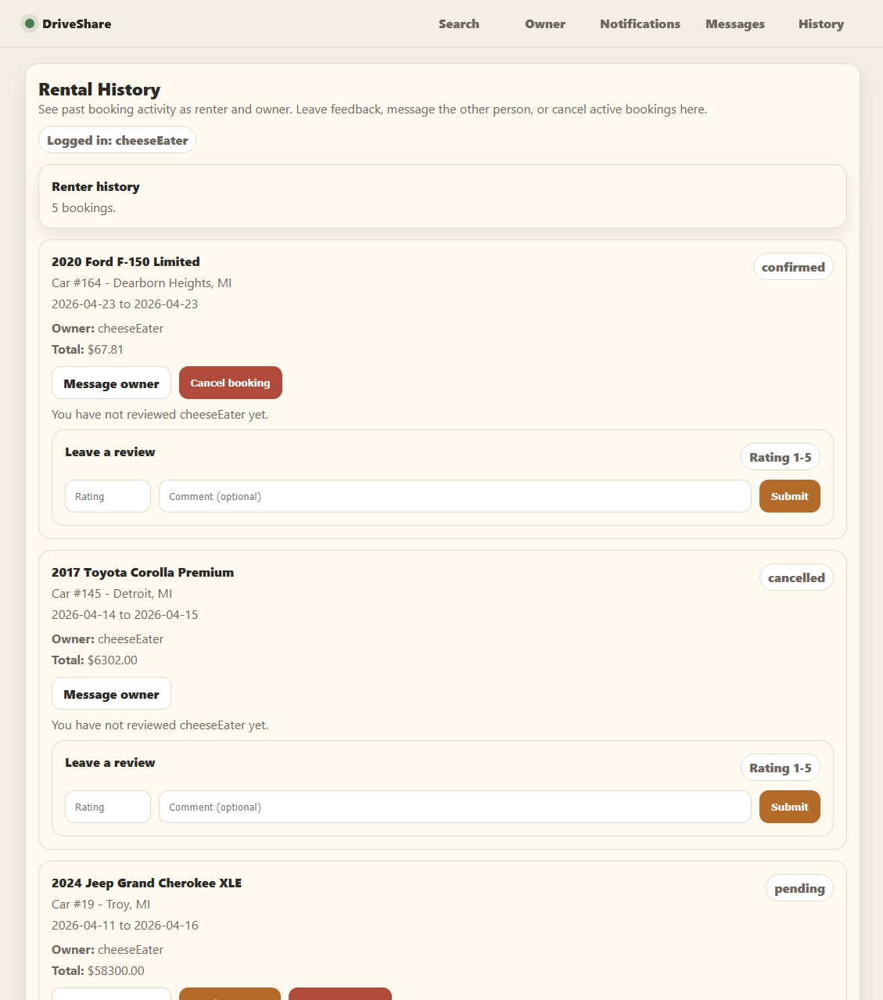 DriveShare
Search
Owner
Notifications
Messages
History
Rental History
See past booking activity as renter and owner. Leave feedback, message the other person, or cancel active bookings here.
Logged in: cheeseEater
Renter history
5 bookings.
2020 Ford F-150 Limited
confirmed
Car #164 - Dearborn Heights, MI
2026-04-23 to 2026-04-23
Owner: cheeseEater
Total: $67.81
Message owner
Cancel booking
You have not reviewed cheeseEater yet.
Leave a review
Rating 1-5
Rating
Comment (optional)
Submit
2017 Toyota Corolla Premium
cancelled
Car #145 - Detroit, MI
2026-04-14 to 2026-04-15
Owner: cheeseEater
Total: $6302.00
Message owner
You have not reviewed cheeseEater yet.
Leave a review
Rating 1-5
Rating
Comment (optional)
Submit
2024 Jeep Grand Cherokee XLE
pending
Car #19 - Troy, MI
2026-04-11 to 2026-04-16
Owner: cheeseEater
Total: $58300.00